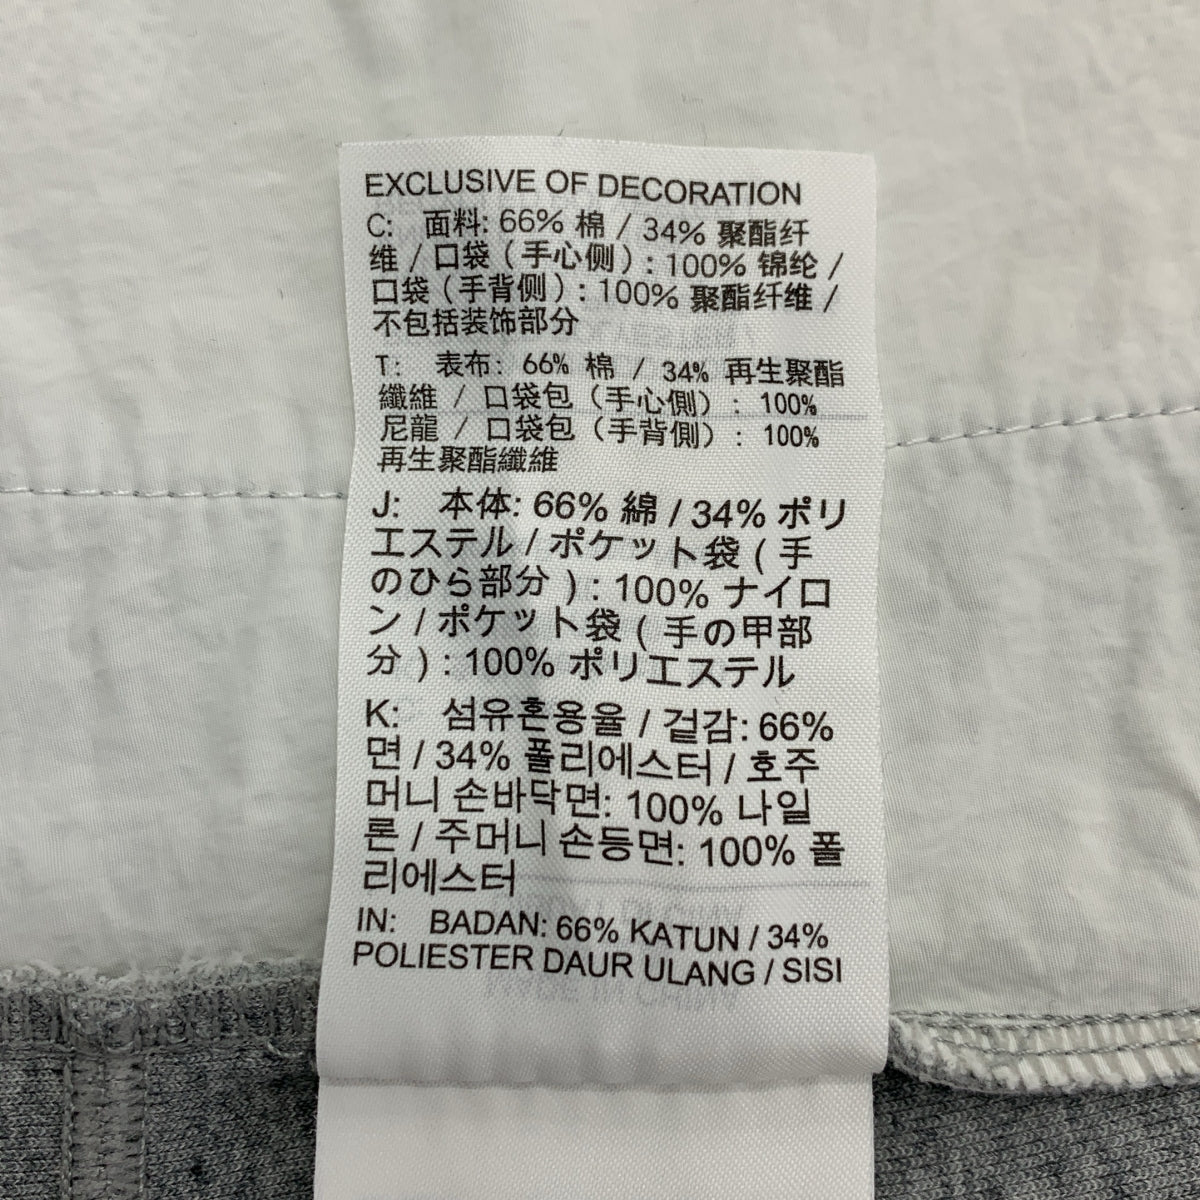 EXCLUSIVE OF DECORATION
C: 面料: 66% 棉 / 34% 聚酯纤
维 / 口袋 ( 手心侧 ) : 100% 锦纶 /
口袋 ( 手背侧 ) : 100% 聚酯纤维 /
不包括装饰部分
T: 表布: 66% 棉 / 34% 再生聚酯
纖維 / 口袋包 ( 手心側 ) : 100%
尼龍 / 口袋包 ( 手背側 ) : 100%
再生聚酯纖維
J: 本体: 66% 綿 / 34% ポリ
エステル / ポケット袋 ( 手
のひら部分 ) : 100% ナイロ
ン / ポケット袋 ( 手の甲部
分 ) : 100% ポリエステル
K: 섬유혼용율 / 겉감: 66%
면 / 34% 폴리에스터 / 호주
머니 손바닥면: 100% 나일
론 / 주머니 손등면: 100% 폴
리에스터
IN: BADAN: 66% KATUN / 34%
POLIESTER DAUR ULANG / SISI